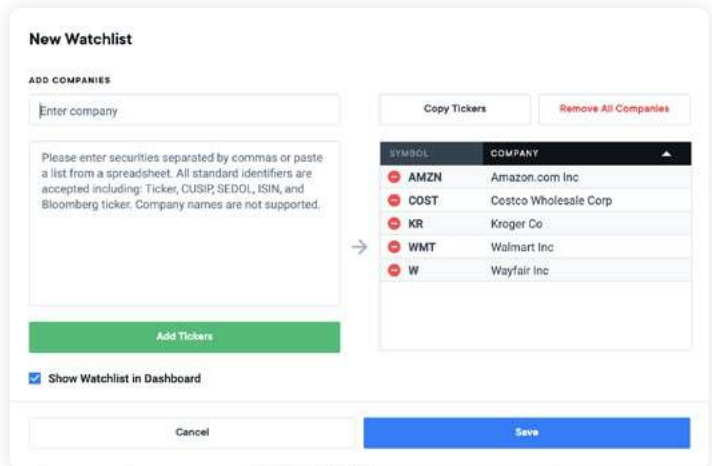 New Watchlist
ADD COMPANIES
Enter company
Please enter securities separated by commas or paste
a list from a spreadsheet. All standard identifiers are
accepted including: Ticker, CUSIP, SEDOL, ISIN, and
Bloomberg ticker. Company names are not supported.
Add Tickers
Show Watchlist in Dashboard
Copy Tickers Remove All Companies
SYMBOL COMPANY
AMZN Amazon.com Inc
COST Costco Wholesale Corp
KR Kroger Co
WMT Walmart Inc
W Wayfair Inc
Cancel Save